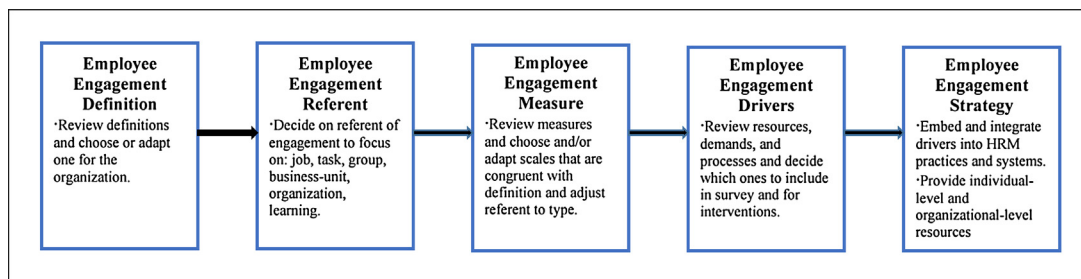 Employee
Engagement
Definition
·Review definitions
and choose or adapt
one for the
organization.
Employee
Engagement
Referent
·Decide on referent of
engagement to focus
on: job, task, group,
business-unit,
organization,
learning.
Employee
Engagement
Measure
·Review measures
and choose and/or
adapt scales that are
congruent with
definition and adjust
referent to type.
Employee
Engagement
Drivers
·Review resources,
demands, and
processes and decide
which ones to include
in survey and for
interventions.
Employee
Engagement
Strategy
·Embed and integrate
drivers into HRM
practices and systems.
·Provide individual-
level and
organizational-level
resources